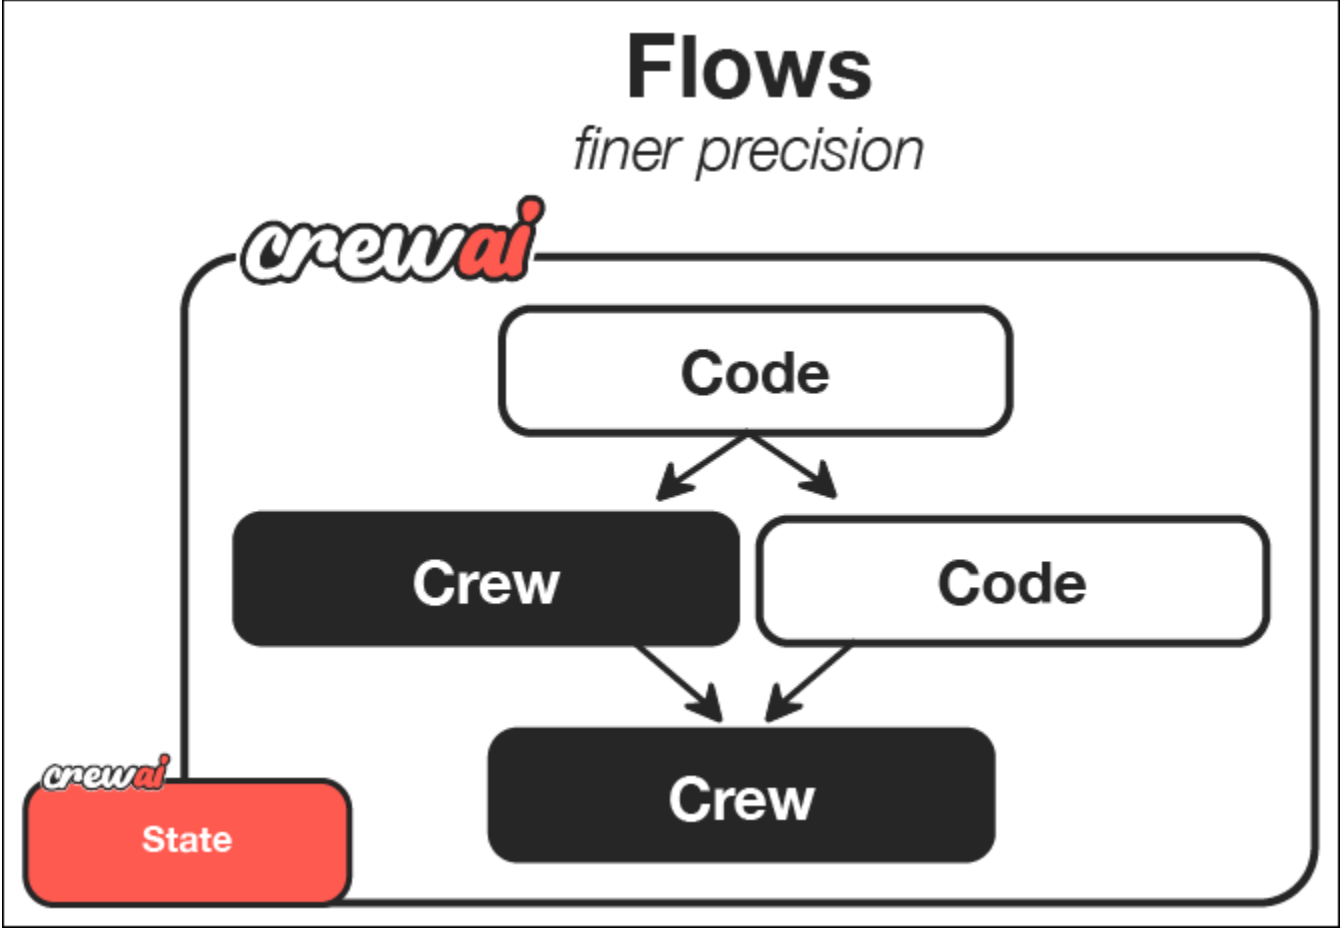 Flows
finer precision
crewai
Code
Crew
Code
Crew
crewai
State